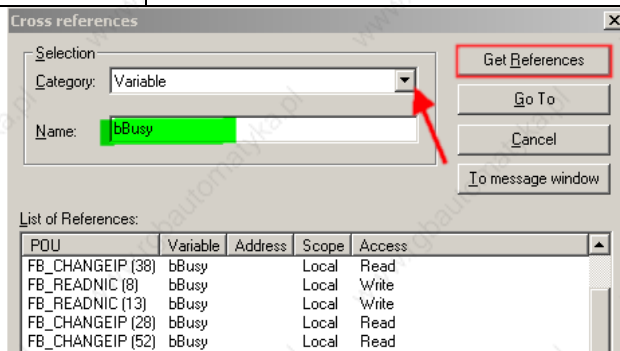 Cross references
Selection
Category: Variable
Name: bBusy
Get References
Go To
Cancel
To message window
List of References:
POU Variable Address Scope Access
FB_CHANGEIP (38) bBusy Local Read
FB_READNIC (8) bBusy Local Write
FB_READNIC (13) bBusy Local Write
FB_CHANGEIP (28) bBusy Local Read
FB_CHANGEIP (52) bBusy Local Read